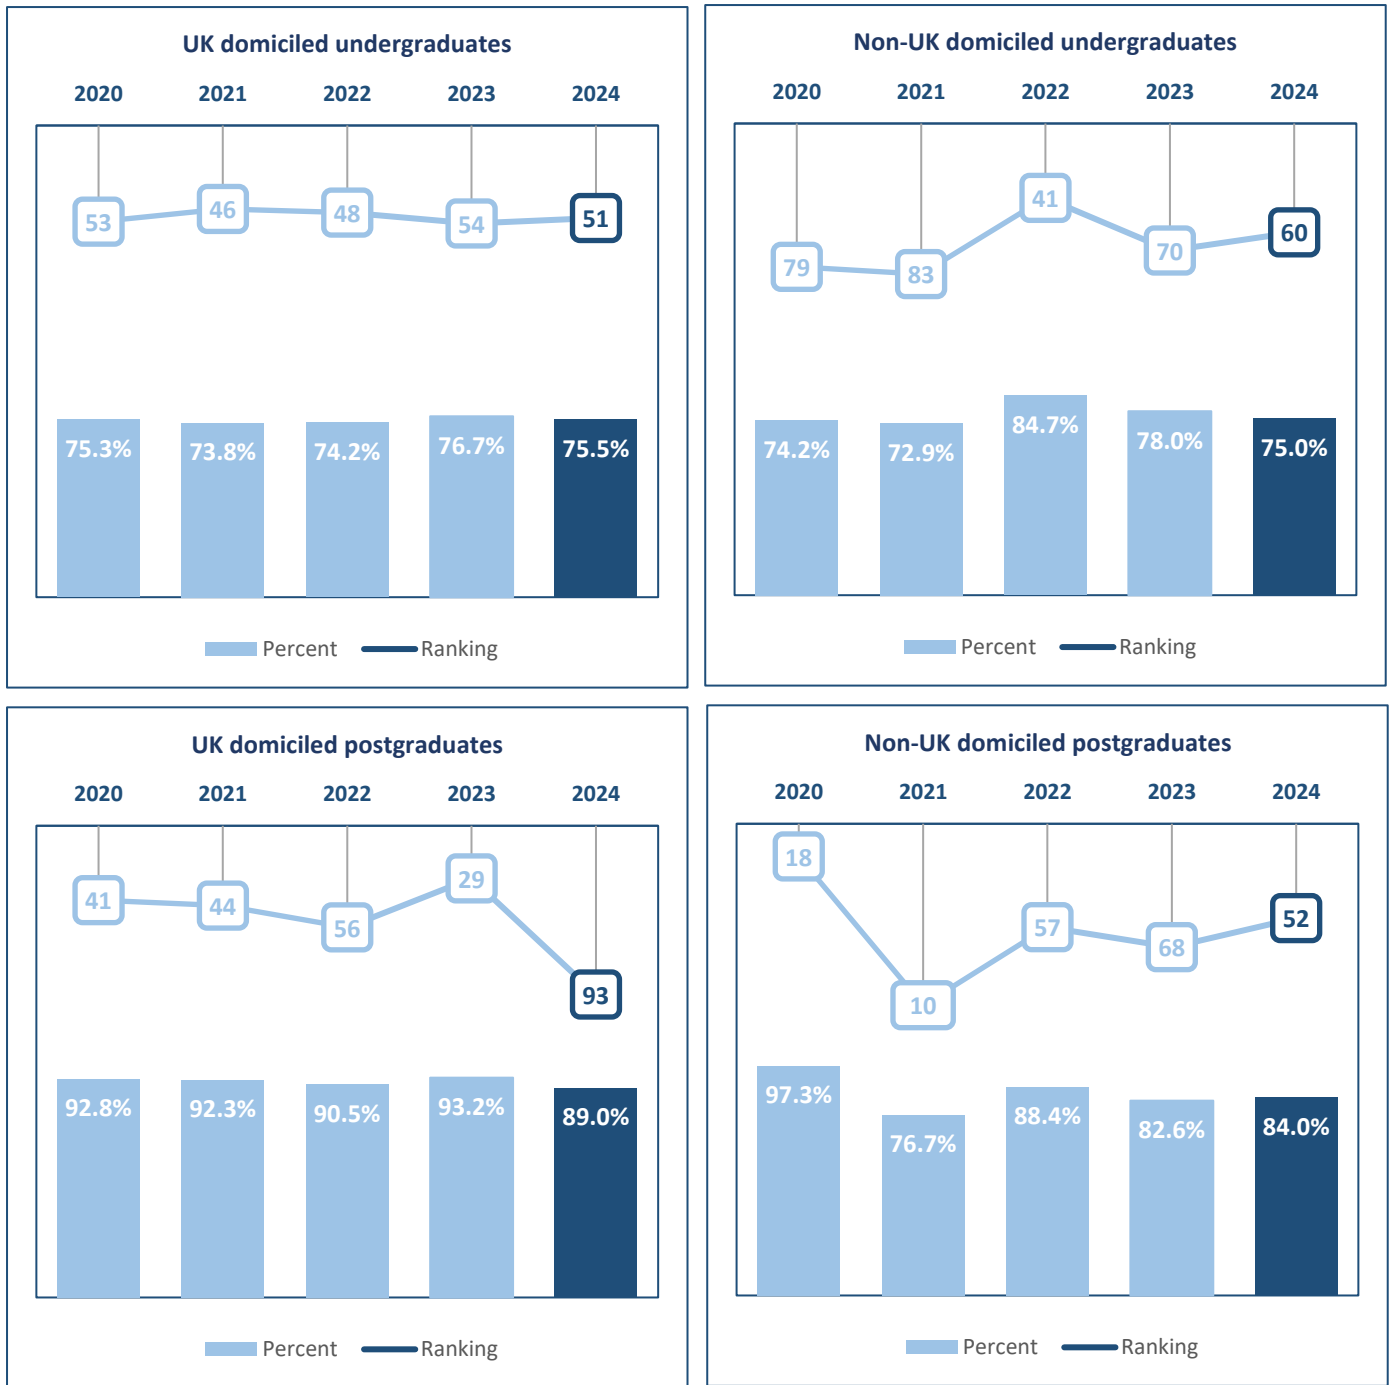 UK domiciled undergraduates
2020 2021 2022 2023 2024
53 46 48 54 51
75.3% 73.8% 74.2% 76.7% 75.5%
Percent Ranking
Non-UK domiciled undergraduates
2020 2021 2022 2023 2024
79 83 41 70 60
74.2% 72.9% 84.7% 78.0% 75.0%
Percent Ranking
UK domiciled postgraduates
2020 2021 2022 2023 2024
41 44 56 29 93
92.8% 92.3% 90.5% 93.2% 89.0%
Percent Ranking
Non-UK domiciled postgraduates
2020 2021 2022 2023 2024
18 10 57 68 52
97.3% 76.7% 88.4% 82.6% 84.0%
Percent Ranking